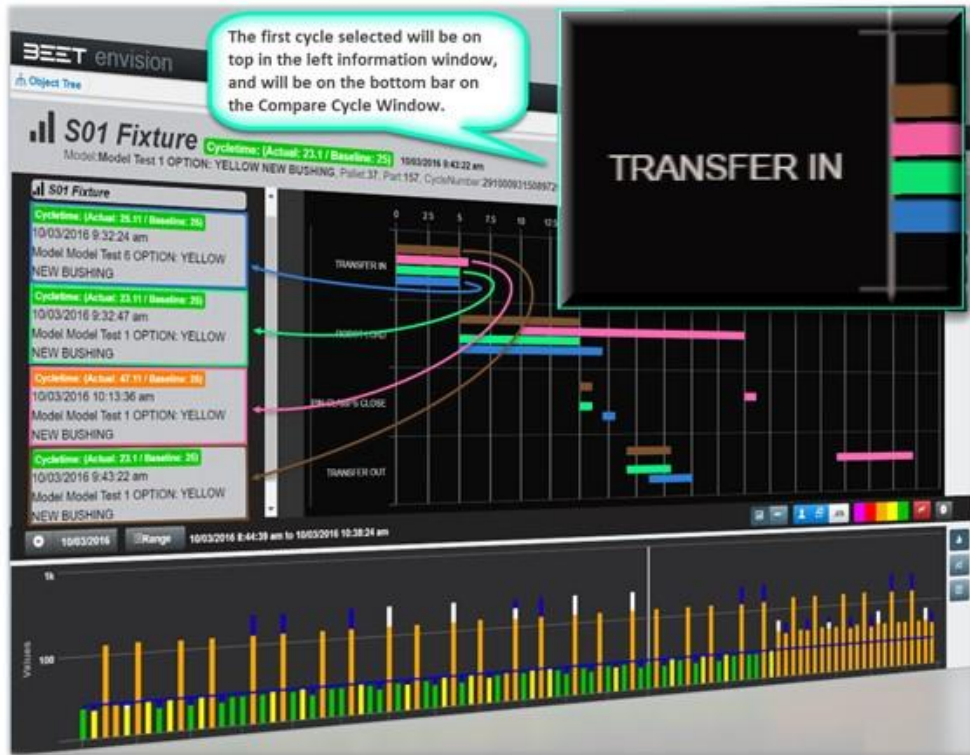 BEET envision
Object Tree
The first cycle selected will be on
top in the left information window,
and will be on the bottom bar on
the Compare Cycle Window.
TRANSFER IN
S01 Fixture Cycletime: (Actual: 23.1 / Baseline: 25) 10/03/2016 9:43:22 am
Model:Model Test 1 OPTION: YELLOW NEW BUSHING, Pallet:37, Part:157, CycleNumber:
S01 Fixture
Cycletime: (Actual: 25.11 / Baseline: 25)
10/03/2016 9:32:24 am
Model Model Test 6 OPTION: YELLOW
NEW BUSHING
Cycletime: (Actual: 23.11 / Baseline: 25)
10/03/2016 9:32:47 am
Model Model Test 1 OPTION: YELLOW
NEW BUSHING
Cycletime: (Actual: 47.11 / Baseline: 25)
10/03/2016 10:13:36 am
Model Model Test 1 OPTION: YELLOW
NEW BUSHING
Cycletime: (Actual: 23.1 / Baseline: 25)
10/03/2016 9:43:22 am
Model Model Test 1 OPTION: YELLOW
NEW BUSHING
0 2.5 5 7.5 10 12.5
TRANSFER IN
ROBOT LOAD
PIN CLAMPS CLOSE
TRANSFER OUT
10/03/2016 Range 10/03/2016 8:44:39 am to 10/03/2016 10:38:24 am
1k
100
Values